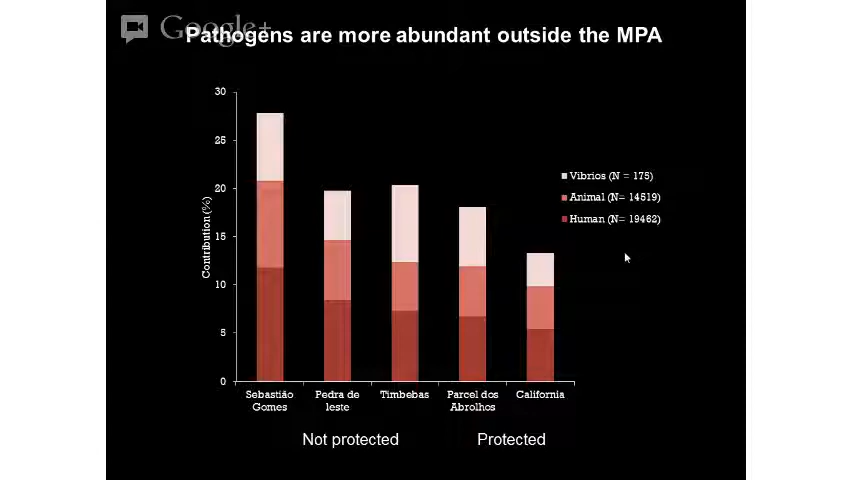 Google+
Pathogens are more abundant outside the MPA
30
25
20
15
10
5
0
Contribution (%)
Vibrios (N = 175)
Animal (N= 14519)
Human (N= 19462)
Sebastião
Gomes
Pedra de
leste
Timbebas
Parcel dos
Abrolhos
California
Not protected
Protected